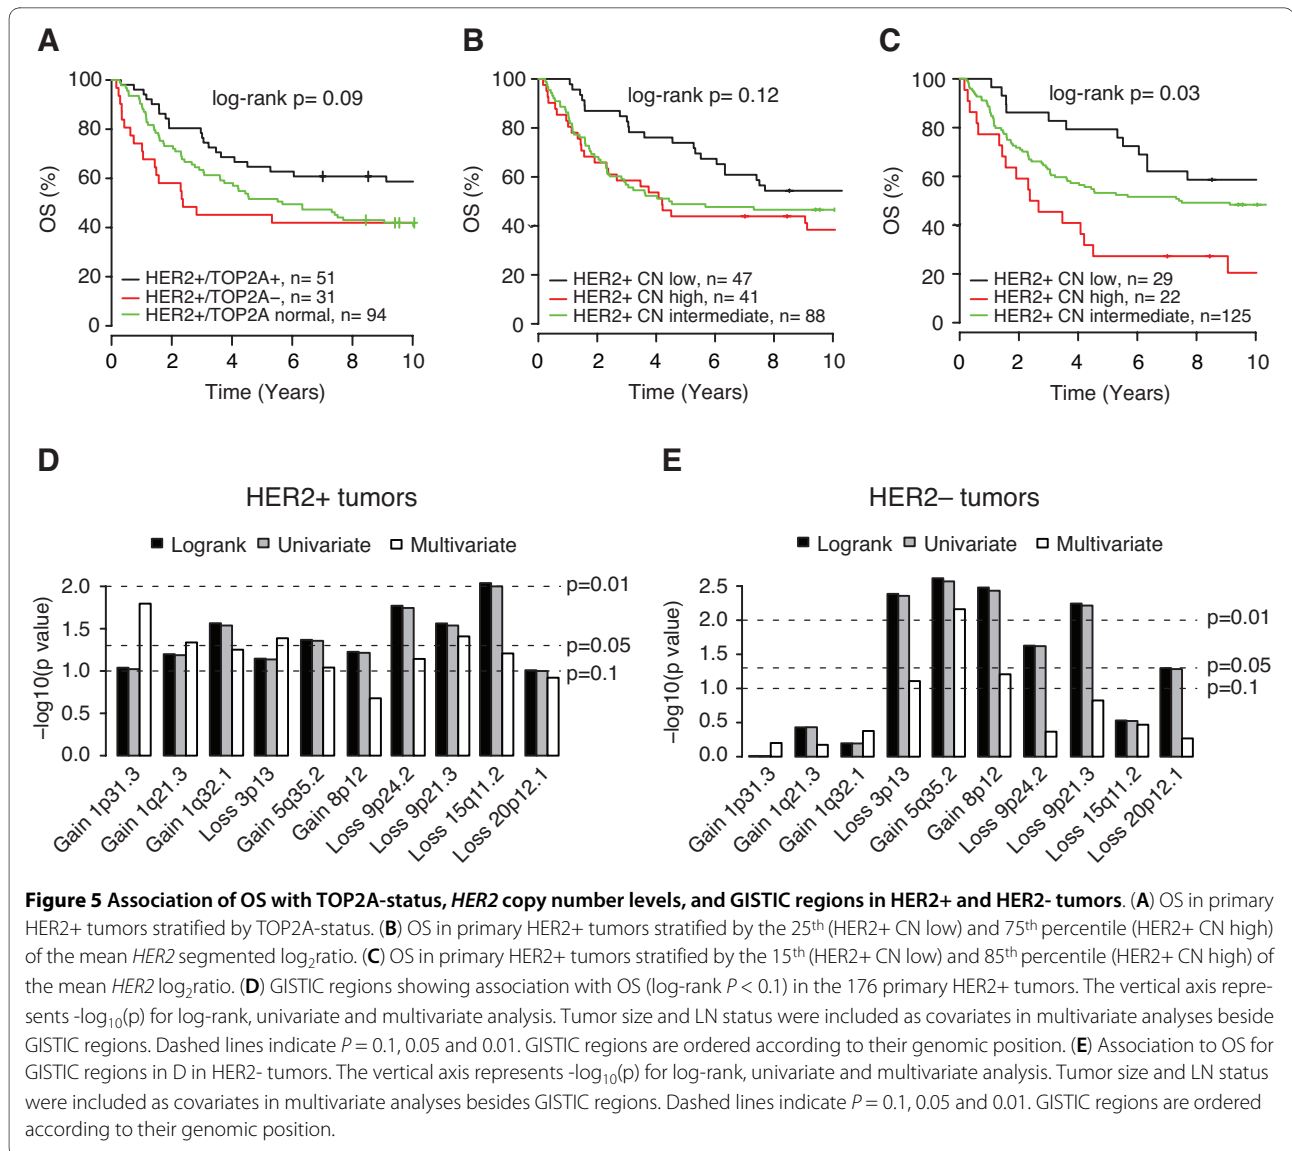 A
100
80
60
40
20
0
OS (%)
log-rank p= 0.09
HER2+/TOP2A+, n= 51
HER2+/TOP2A−, n= 31
HER2+/TOP2A normal, n= 94
0 2 4 6 8 10
Time (Years)
B
100
80
60
40
20
0
OS (%)
log-rank p= 0.12
HER2+ CN low, n= 47
HER2+ CN high, n= 41
HER2+ CN intermediate, n= 88
0 2 4 6 8 10
Time (Years)
C
100
80
60
40
20
0
OS (%)
log-rank p= 0.03
HER2+ CN low, n= 29
HER2+ CN high, n= 22
HER2+ CN intermediate, n=125
0 2 4 6 8 10
Time (Years)
D
HER2+ tumors
Logrank Univariate Multivariate
2.0
1.5
1.0
0.5
0.0
−log10(p value)
p=0.01
p=0.05
p=0.1
Gain 1p31.3
Gain 1q21.3
Gain 1q32.1
Loss 3p13
Gain 5q35.2
Gain 8p12
Loss 9p24.2
Loss 9p21.3
Loss 15q11.2
Loss 20p12.1
E
HER2− tumors
Logrank Univariate Multivariate
2.5
2.0
1.5
1.0
0.5
0.0
−log10(p value)
p=0.01
p=0.05
p=0.1
Gain 1p31.3
Gain 1q21.3
Gain 1q32.1
Loss 3p13
Gain 5q35.2
Gain 8p12
Loss 9p24.2
Loss 9p21.3
Loss 15q11.2
Loss 20p12.1
Figure 5 Association of OS with TOP2A-status, HER2 copy number levels, and GISTIC regions in HER2+ and HER2- tumors. (A) OS in primary
HER2+ tumors stratified by TOP2A-status. (B) OS in primary HER2+ tumors stratified by the 25th (HER2+ CN low) and 75th percentile (HER2+ CN high)
of the mean HER2 segmented log2ratio. (C) OS in primary HER2+ tumors stratified by the 15th (HER2+ CN low) and 85th percentile (HER2+ CN high) of
the mean HER2 log2ratio. (D) GISTIC regions showing association with OS (log-rank P < 0.1) in the 176 primary HER2+ tumors. The vertical axis repre-
sents -log10(p) for log-rank, univariate and multivariate analysis. Tumor size and LN status were included as covariates in multivariate analyses beside
GISTIC regions. Dashed lines indicate P = 0.1, 0.05 and 0.01. GISTIC regions are ordered according to their genomic position. (E) Association to OS for
GISTIC regions in D in HER2- tumors. The vertical axis represents -log10(p) for log-rank, univariate and multivariate analysis. Tumor size and LN status
were included as covariates in multivariate analyses besides GISTIC regions. Dashed lines indicate P = 0.1, 0.05 and 0.01. GISTIC regions are ordered
according to their genomic position.